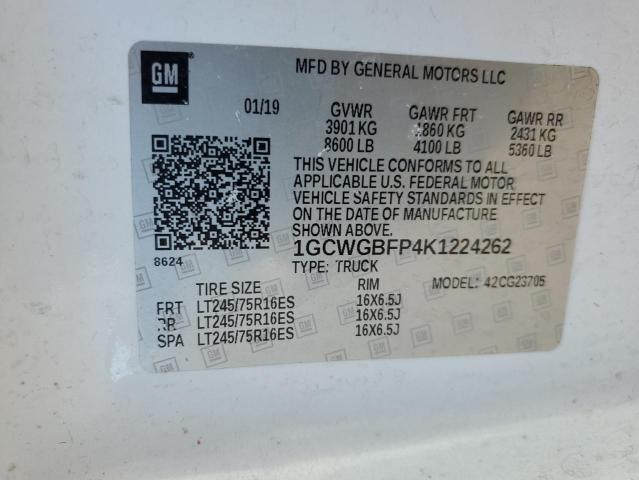 GM
MFD BY GENERAL MOTORS LLC
01/19 GVWR GAWR FRT GAWR RR
3901 KG 1860 KG 2431 KG
8600 LB 4100 LB 5360 LB
THIS VEHICLE CONFORMS TO ALL
APPLICABLE U.S. FEDERAL MOTOR
VEHICLE SAFETY STANDARDS IN EFFECT
ON THE DATE OF MANUFACTURE
SHOWN ABOVE.
8624
1GCWGBFP4K1224262
TYPE: TRUCK MODEL: 42CG23705
TIRE SIZE RIM
FRT LT245/75R16ES 16X6.5J
RR LT245/75R16ES 16X6.5J
SPA LT245/75R16ES 16X6.5J